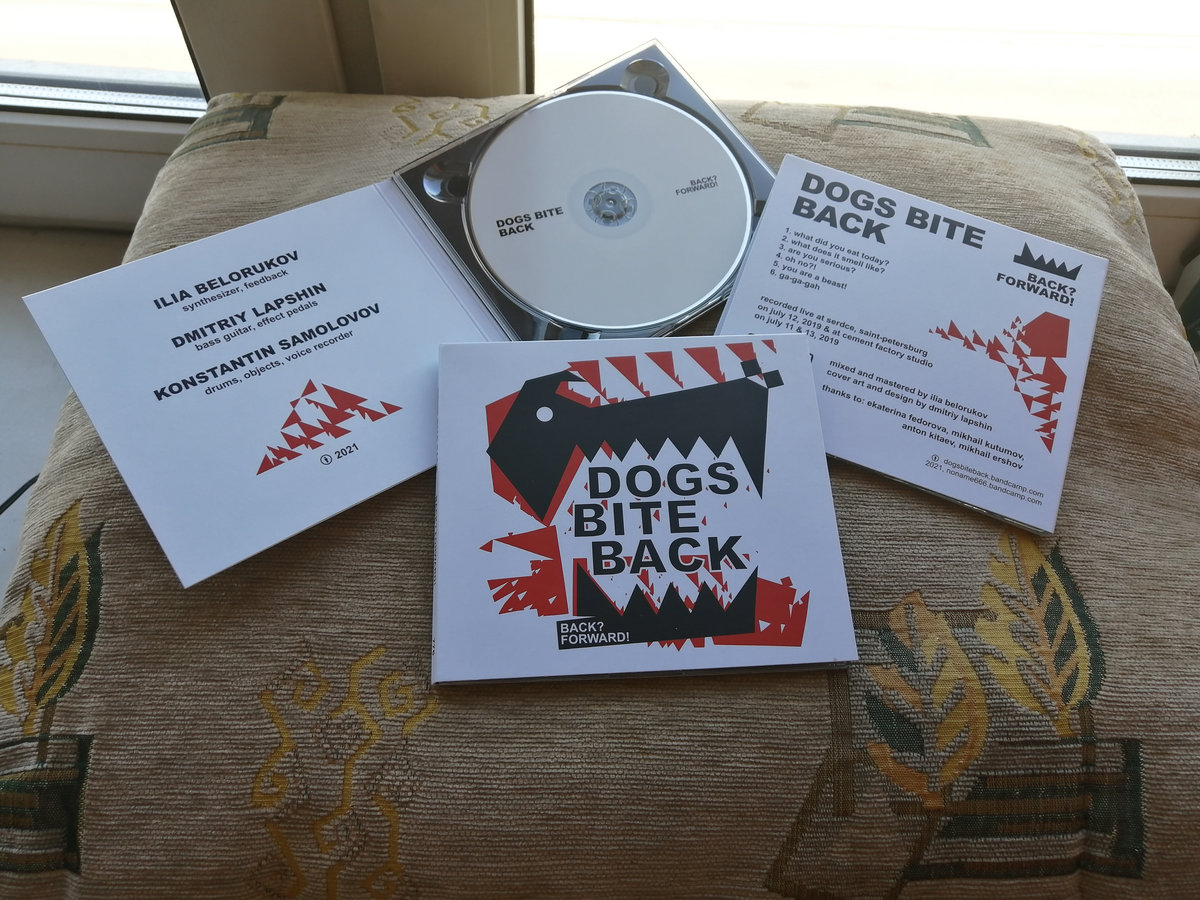 ILIA BELORUKOV
synthesizer, feedback
DMITRIY LAPSHIN
bass guitar, effect pedals
KONSTANTIN SAMOLOVOV
drums, objects, voice recorder
2021
DOGS BITE
BACK
BACK?
FORWARD!
DOGS BITE
BACK
1. what did you eat today?
2. what does it smell like?
3. are you serious?
4. oh no?!
5. you are a beast!
6. ga-ga-gah
BACK?
FORWARD!
recorded live at serdce, saint-petersburg
on july 12, 2019 & at cement factory studio
on july 11 & 13, 2019
mixed and mastered by ilia belorukov
cover art and design by dmitriy lapshin
thanks to: ekaterina fedorova, mikhail kutumov,
anton kitaev, mikhail ershov
dogsbiteback.bandcamp.com
2021, noname666.bandcamp.com
DOGS
BITE
BACK
BACK?
FORWARD!